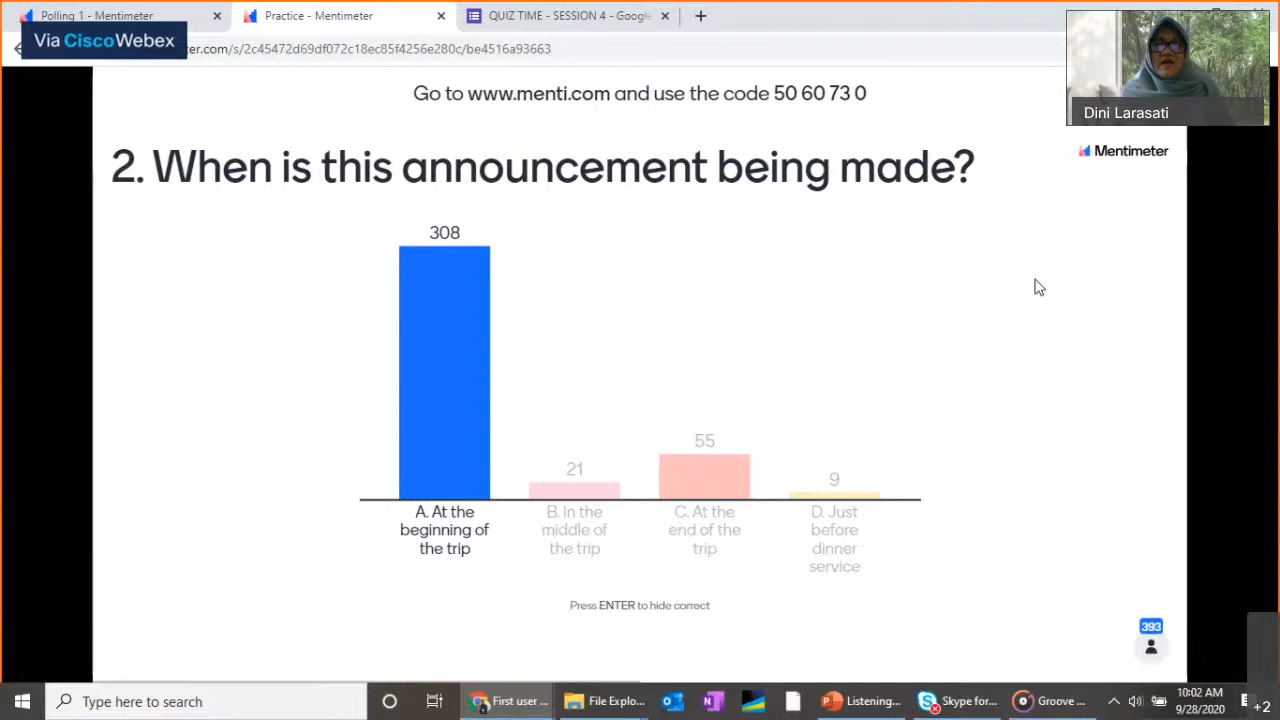 Polling 1 - Mentimeter
Practice - Mentimeter
QUIZ TIME - SESSION 4 - Google
Via CiscoWebex
er.com/s/2c45472d69df072c18ec85f4256e280c/be4516a93663
Dini Larasati
Go to www.menti.com and use the code 50 60 73 0
Mentimeter
2. When is this announcement being made?
308
21
55
9
A. At the
beginning of
the trip
B. In the
middle of
the trip
C. At the
end of the
trip
D. Just
before
dinner
service
Press ENTER to hide correct
393
Type here to search
First user ...
File Explo...
Listening...
Skype for...
Groove ...
10:02 AM
9/28/2020
+2